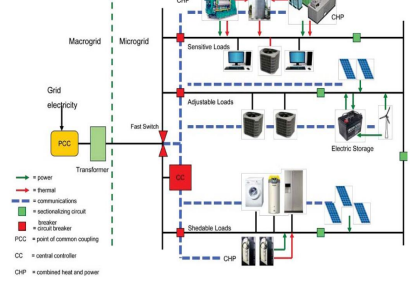 CHP
CHP
Macrogrid
Microgrid
Sensitive Loads
Grid
electricity
Adjustable Loads
Fast Switch
PCC
Electric Storage
Transformer
CC
= power
= thermal
= communications
= sectionalizing circuit
breaker
= circuit breaker
PCC = point of common coupling
CC = central controller
CHP = combined heat and power
Shedable Loads
CHP